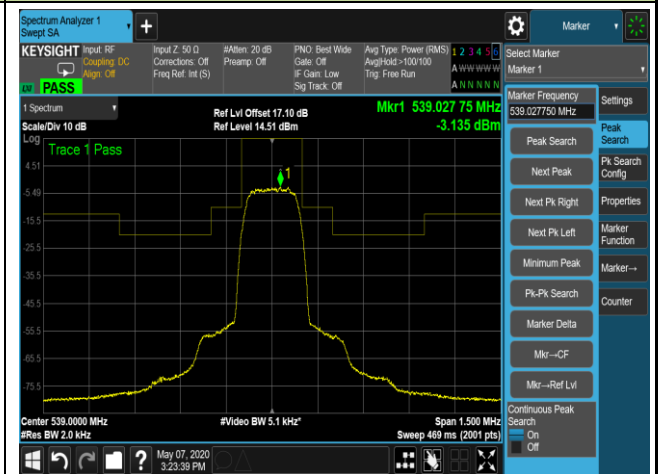 Spectrum Analyzer 1
Swept SA
+
Marker
KEYSIGHT
Input: RF
Coupling: DC
Align: Off
Input Z: 50 Ω
Corrections: Off
Freq Ref: Int (S)
#Atten: 20 dB
Preamp: Off
PNO: Best Wide
Gate: Off
IF Gain: Low
Sig Track: Off
Avg Type: Power (RMS)
Avg|Hold:>100/100
Trig: Free Run
1 2 3 4 5 6
A W W W W W
A N N N N N
LXI
PASS
Select Marker
Marker 1
1 Spectrum
Scale/Div 10 dB
Ref Lvl Offset 17.10 dB
Ref Level 14.51 dBm
Mkr1 539.027 75 MHz
-3.135 dBm
Log
Trace 1 Pass
1
4.51
-5.49
-15.5
-25.5
-35.5
-45.5
-55.5
-65.5
-75.5
Center 539.0000 MHz
#Res BW 2.0 kHz
#Video BW 5.1 kHz*
Span 1.500 MHz
Sweep 469 ms (2001 pts)
Marker Frequency
539.027750 MHz
Peak Search
Next Peak
Next Pk Right
Next Pk Left
Minimum Peak
Pk-Pk Search
Marker Delta
Mkr→CF
Mkr→Ref Lvl
Continuous Peak
Search
On
Off
Settings
Peak
Search
Pk Search
Config
Properties
Marker
Function
Marker→
Counter
?
May 07, 2020
3:23:39 PM